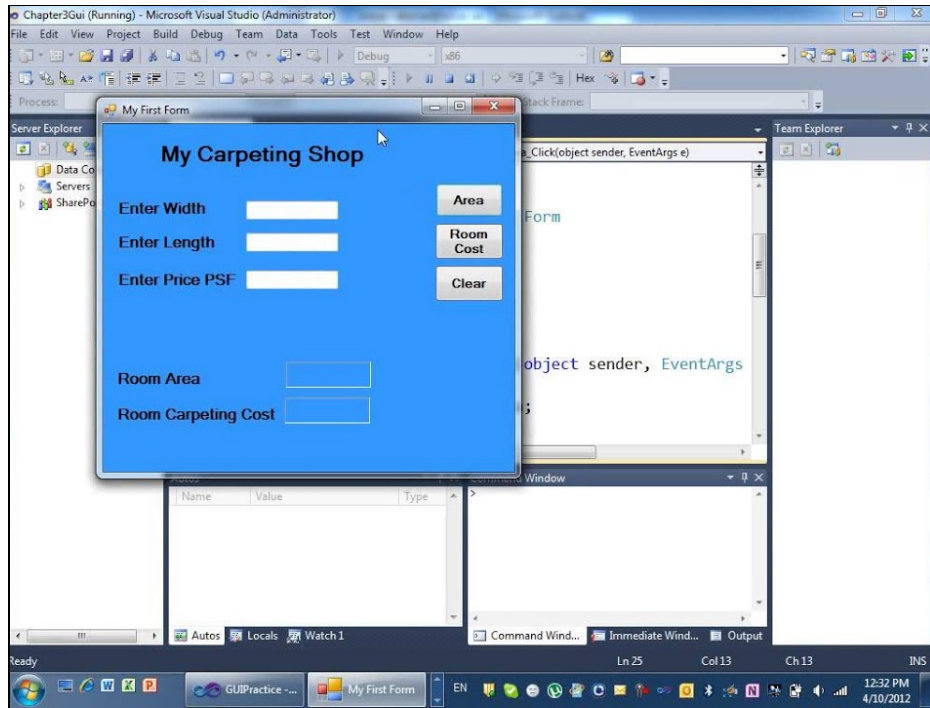 Chapter3Gui (Running) - Microsoft Visual Studio (Administrator)
File Edit View Project Build Debug Team Data Tools Test Window Help
Debug x86
Hex
Process: Stack Frame:
My First Form
Server Explorer
Team Explorer
a_Click(object sender, EventArgs e)
Data Co
Servers
SharePo
My Carpeting Shop
Enter Width
Area
Form
Enter Length
Room
Cost
Enter Price PSF
Clear
object sender, EventArgs
Room Area
;
Room Carpeting Cost
Autos
Command Window
Name Value Type
>
Autos Locals Watch 1
Command Wind... Immediate Wind... Output
Ready Ln 25 Col 13 Ch 13 INS
GUIPractice -... My First Form EN
12:32 PM
4/10/2012